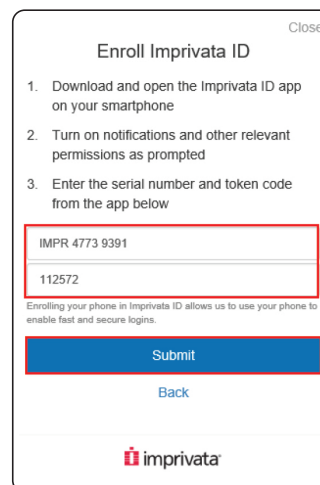 Close
Enroll Imprivata ID
1. Download and open the Imprivata ID app
on your smartphone
2. Turn on notifications and other relevant
permissions as prompted
3. Enter the serial number and token code
from the app below
IMPR 4773 9391
112572
Enrolling your phone in Imprivata ID allows us to use your phone to
enable fast and secure logins.
Submit
Back
imprivata